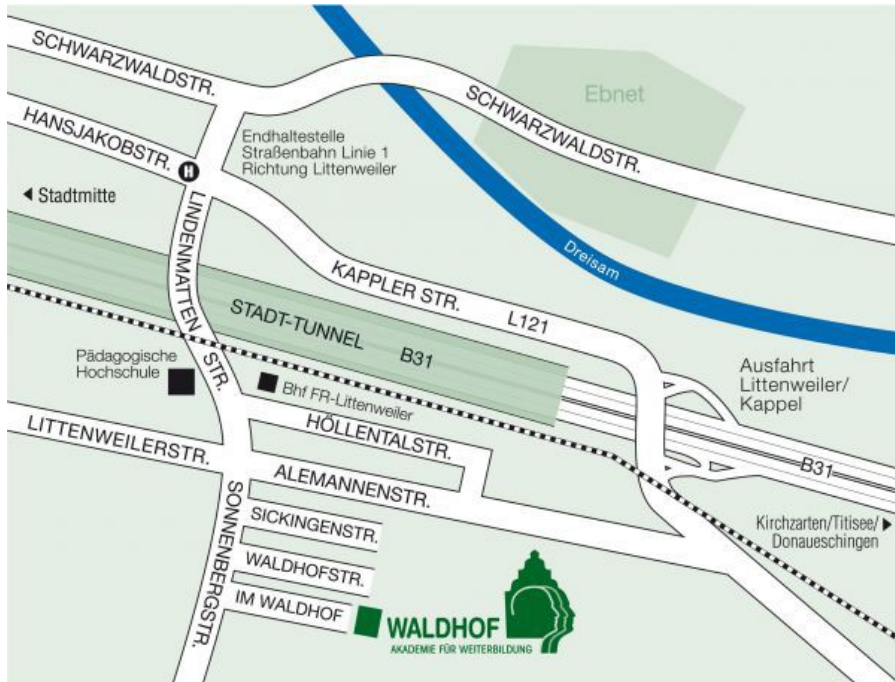 SCHWARZWALDSTR.
SCHWARZWALDSTR.
Ebnet
HANSJAKOBSTR.
H
Endhaltestelle
Straßenbahn Linie 1
Richtung Littenweiler
Stadtmitte
LINDENMATTEN STR.
Dreisam
KAPPLER STR.
L121
STADT-TUNNEL
B31
Pädagogische
Hochschule
Bhf FR-Littenweiler
Ausfahrt
Littenweiler/
Kappel
LITTENWEILERSTR.
HÖLLENTALSTR.
B31
ALEMANNENSTR.
Kirchzarten/Titisee/
Donaueschingen
SONNENBERGSTR.
SICKINGENSTR.
WALDHOFSTR.
IM WALDHOF
WALDHOF
AKADEMIE FÜR WEITERBILDUNG